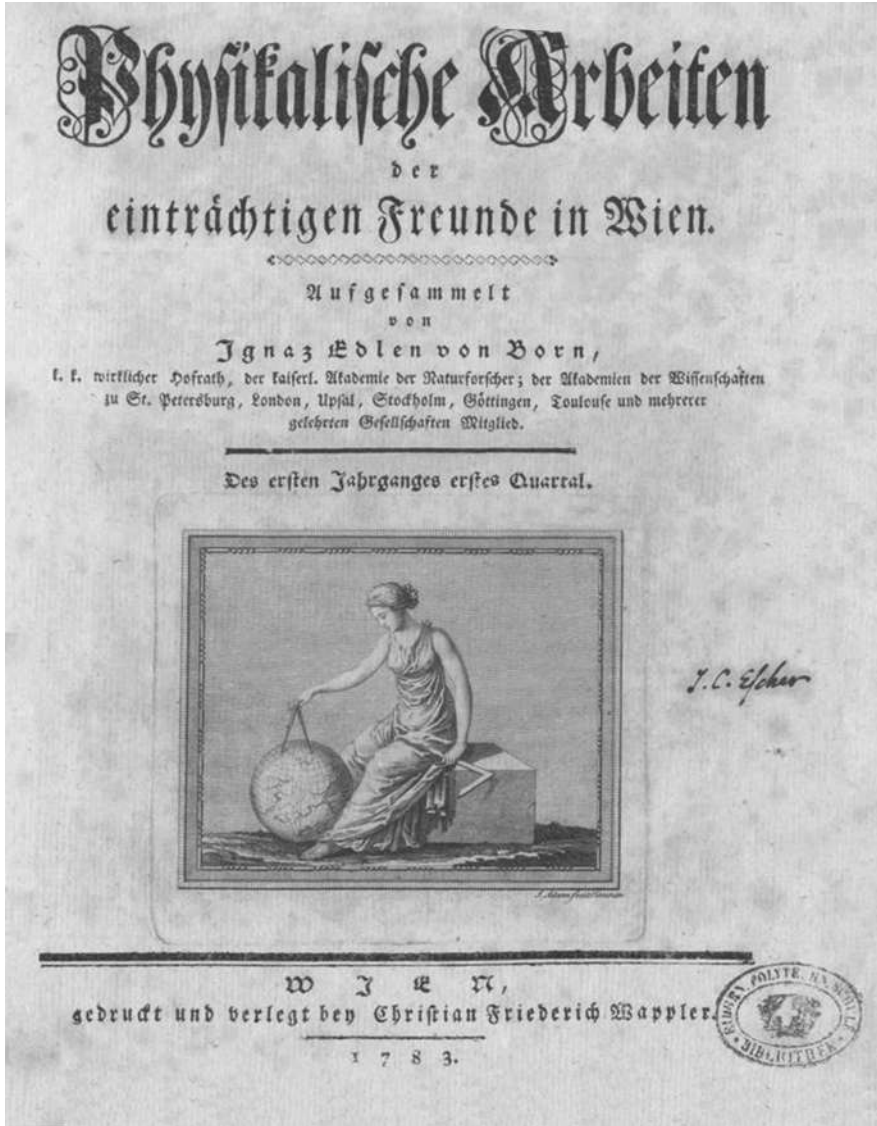 Physikalische Arbeiten
der
einträchtigen Freunde in Wien.
Aufgesammelt
von
Ignaz Edlen von Born,
k. k. wirklicher Hofrath, der kaiserl. Akademie der Naturforscher; der Akademien der Wissenschaften
zu St. Petersburg, London, Upsal, Stockholm, Göttingen, Toulouse und mehrerer
gelehrten Gesellschaften Mitglied.
Des ersten Jahrganges erstes Quartal.
J. C. Escher
WIEN,
gedruckt und verlegt bey Christian Friederich Wappler.
1783.
BIBLIOTHEK